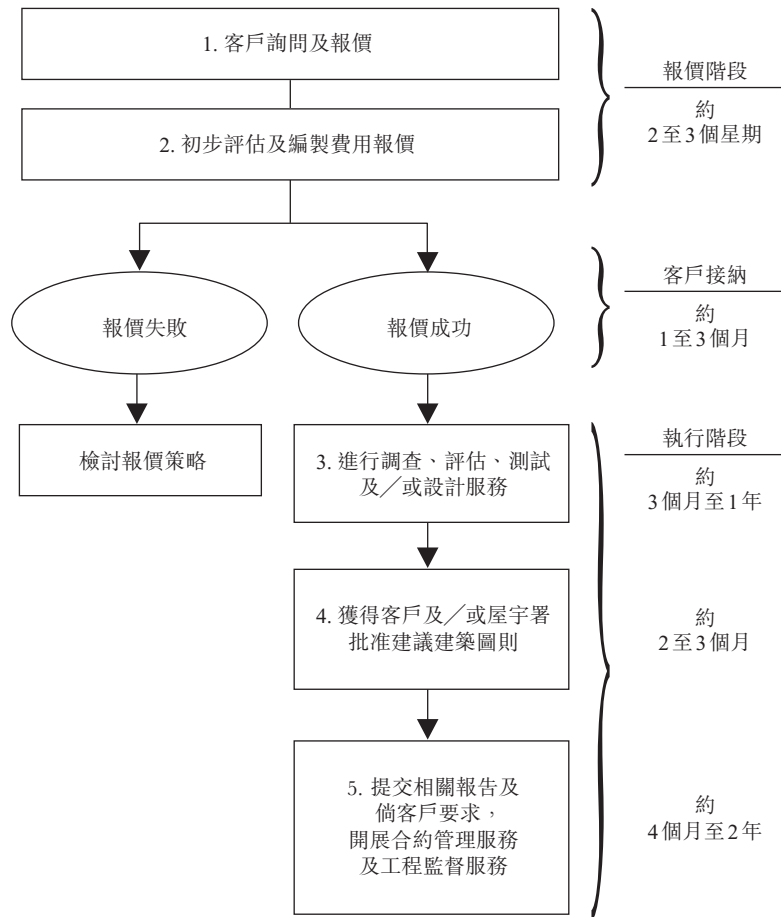 1. 客戶詢問及報價
報價階段
約
2至3個星期
2. 初步評估及編製費用報價
報價失敗
報價成功
客戶接納
約
1至3個月
檢討報價策略
3. 進行調查、評估、測試
及╱或設計服務
執行階段
約
3個月至1年
4. 獲得客戶及╱或屋宇署
批准建議建築圖則
約
2至3個月
5. 提交相關報告及
倘客戶要求，
開展合約管理服務
及工程監督服務
約
4個月至2年